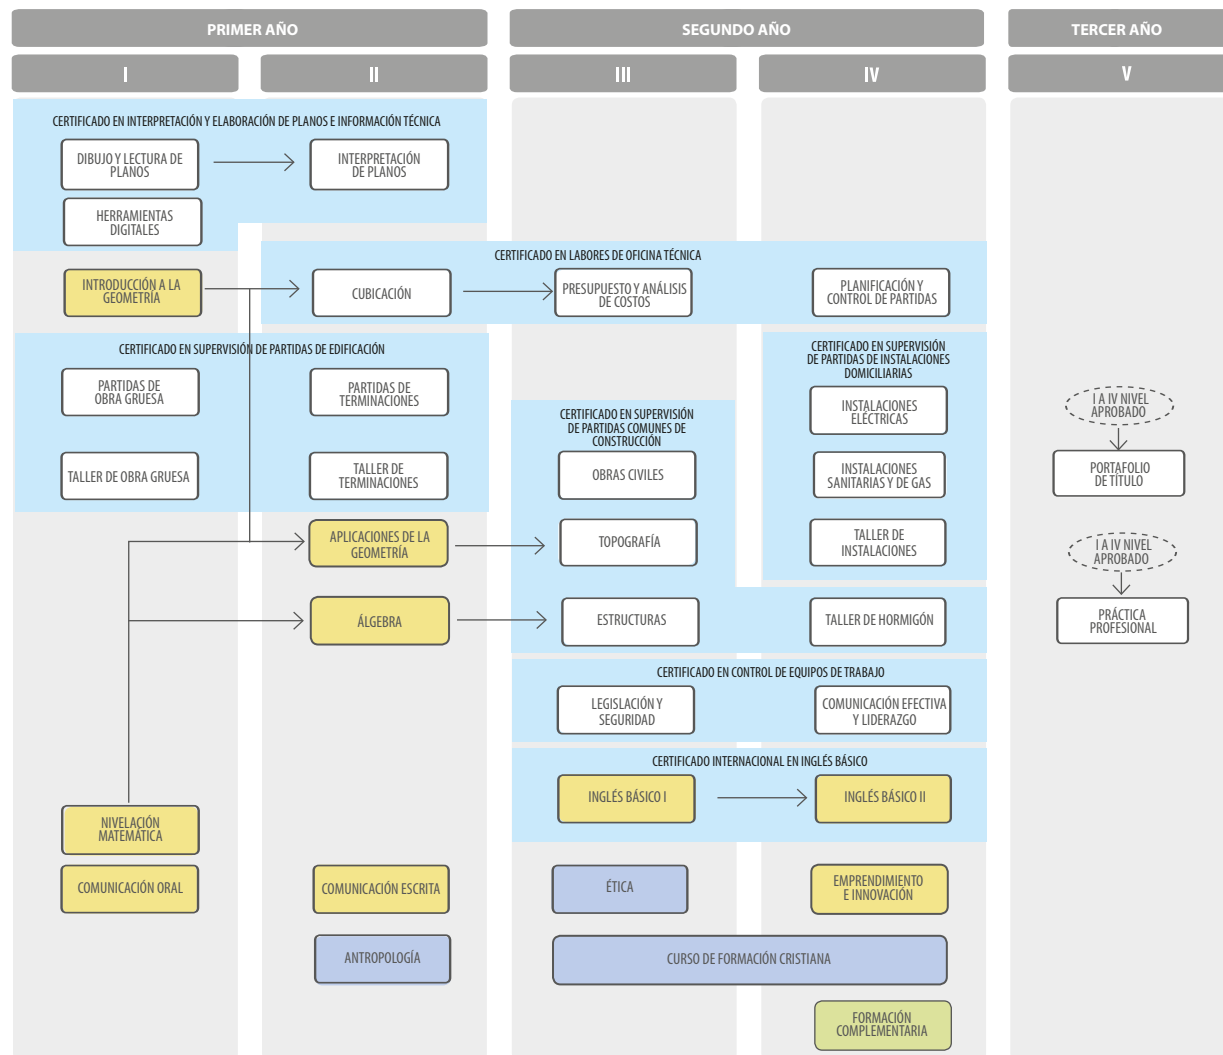 PRIMER AÑO
SEGUNDO AÑO
TERCER AÑO
I
II
III
IV
V
CERTIFICADO EN INTERPRETACIÓN Y ELABORACIÓN DE PLANOS E INFORMACIÓN TÉCNICA
DIBUJO Y LECTURA DE
PLANOS
INTERPRETACIÓN
DE PLANOS
HERRAMIENTAS
DIGITALES
CERTIFICADO EN LABORES DE OFICINA TÉCNICA
INTRODUCCIÓN A LA
GEOMETRÍA
CUBICACIÓN
PRESUPUESTO Y ANÁLISIS
DE COSTOS
PLANIFICACIÓN Y
CONTROL DE PARTIDAS
CERTIFICADO EN SUPERVISIÓN DE PARTIDAS DE EDIFICACIÓN
PARTIDAS DE
OBRA GRUESA
PARTIDAS DE
TERMINACIONES
TALLER DE OBRA GRUESA
TALLER DE
TERMINACIONES
CERTIFICADO EN SUPERVISIÓN
DE PARTIDAS DE INSTALACIONES
DOMICILIARIAS
INSTALACIONES
ELÉCTRICAS
INSTALACIONES
SANITARIAS Y DE GAS
TALLER DE
INSTALACIONES
CERTIFICADO EN SUPERVISIÓN
DE PARTIDAS COMUNES DE
CONSTRUCCIÓN
OBRAS CIVILES
I A IV NIVEL
APROBADO
PORTAFOLIO
DE TÍTULO
APLICACIONES DE LA
GEOMETRÍA
TOPOGRAFÍA
I A IV NIVEL
APROBADO
PRÁCTICA
PROFESIONAL
ÁLGEBRA
ESTRUCTURAS
TALLER DE HORMIGÓN
CERTIFICADO EN CONTROL DE EQUIPOS DE TRABAJO
LEGISLACIÓN Y
SEGURIDAD
COMUNICACIÓN EFECTIVA
Y LIDERAZGO
CERTIFICADO INTERNACIONAL EN INGLÉS BÁSICO
INGLÉS BÁSICO I
INGLÉS BÁSICO II
NIVELACIÓN
MATEMÁTICA
COMUNICACIÓN ORAL
COMUNICACIÓN ESCRITA
ÉTICA
EMPRENDIMIENTO
E INNOVACIÓN
ANTROPOLOGÍA
CURSO DE FORMACIÓN CRISTIANA
FORMACIÓN
COMPLEMENTARIA